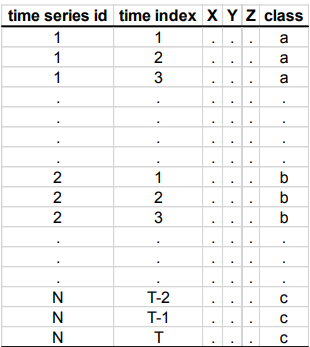 time series id time index X Y Z class
1 1 . . . a
1 2 . . . a
1 3 . . . a
. . . . . .
. . . . . .
. . . . . .
. . . . . .
2 1 . . . b
2 2 . . . b
2 3 . . . b
. . . . . .
. . . . . .
. . . . . .
N T-2 . . . c
N T-1 . . . c
N T . . . c